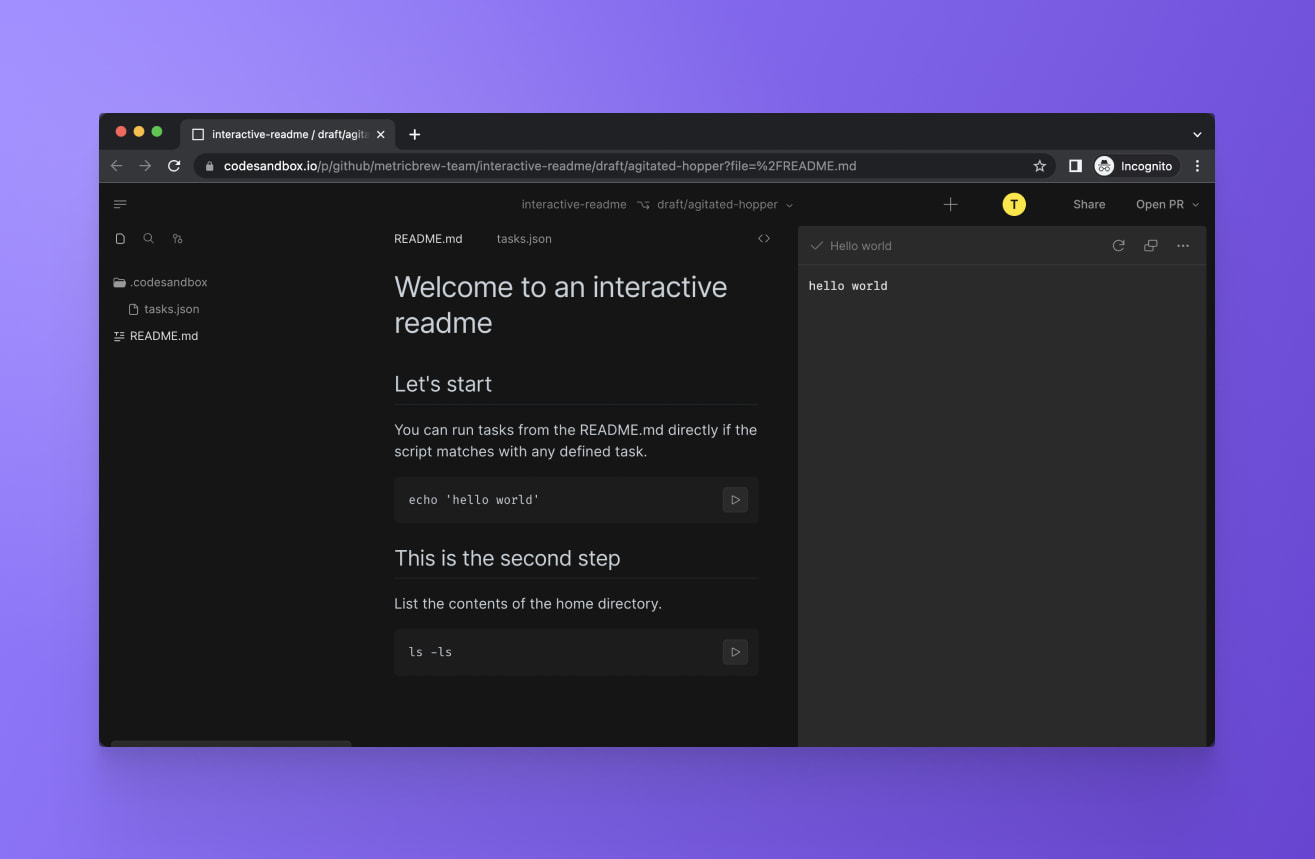 interactive-readme / draft/agita
codesandbox.io/p/github/metricbrew-team/interactive-readme/draft/agitated-hopper?file=%2FREADME.md
Incognito
interactive-readme draft/agitated-hopper
T
Share
Open PR
README.md
tasks.json
.codesandbox
tasks.json
README.md
Welcome to an interactive
readme
Let's start
You can run tasks from the README.md directly if the
script matches with any defined task.
echo 'hello world'
This is the second step
List the contents of the home directory.
ls -ls
Hello world
hello world